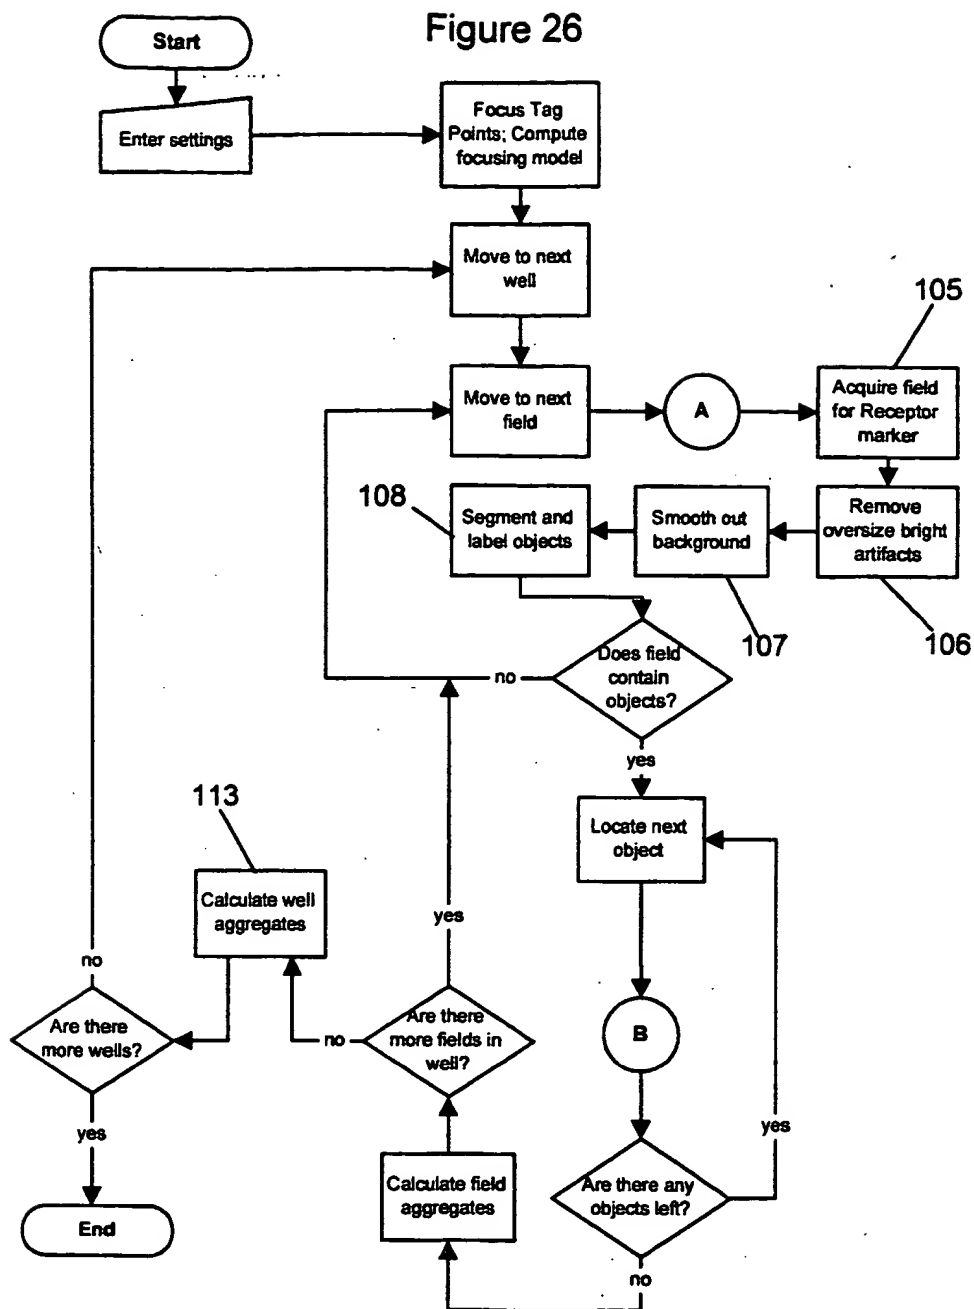 Figure 26
Start
Enter settings
Focus Tag
Points; Compute
focusing model
Move to next
well
105
Move to next
field
A
Acquire field
for Receptor
marker
108
Segment and
label objects
Smooth out
background
Remove
oversize bright
artifacts
107
106
Does field
contain
objects?
no
yes
113
Locate next
object
Calculate well
aggregates
yes
no
Are there
more wells?
no
Are there
more fields in
well?
B
yes
yes
Calculate field
aggregates
Are there any
objects left?
End
no